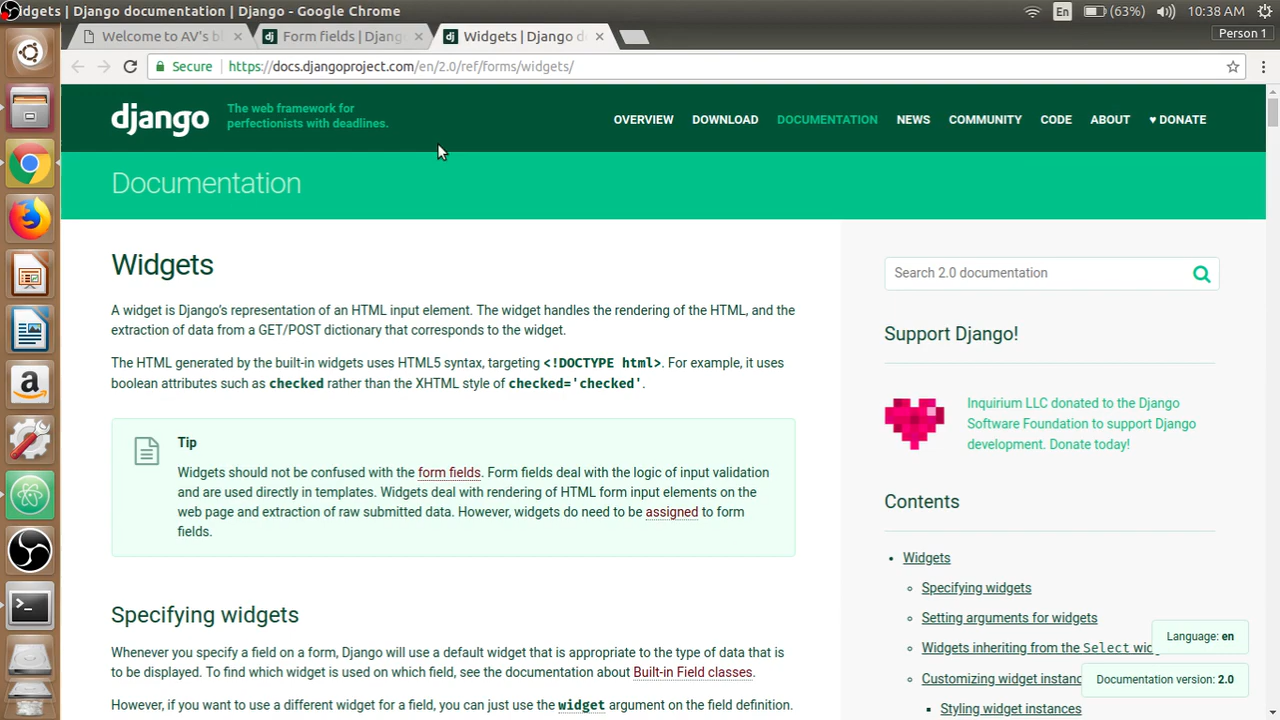 dgets | Django documentation | Django - Google Chrome
En
(63%)
10:38 AM
Welcome to AV's bl
Form fields | Django
Widgets | Django do
Person 1
Secure
https://docs.djangoproject.com/en/2.0/ref/forms/widgets/
django
The web framework for
perfectionists with deadlines.
OVERVIEW DOWNLOAD DOCUMENTATION NEWS COMMUNITY CODE ABOUT ♥ DONATE
Documentation
Widgets
A widget is Django's representation of an HTML input element. The widget handles the rendering of the HTML, and the
extraction of data from a GET/POST dictionary that corresponds to the widget.
The HTML generated by the built-in widgets uses HTML5 syntax, targeting <!DOCTYPE html>. For example, it uses
boolean attributes such as checked rather than the XHTML style of checked='checked'.
Tip
Widgets should not be confused with the form fields. Form fields deal with the logic of input validation
and are used directly in templates. Widgets deal with rendering of HTML form input elements on the
web page and extraction of raw submitted data. However, widgets do need to be assigned to form
fields.
Specifying widgets
Whenever you specify a field on a form, Django will use a default widget that is appropriate to the type of data that is
to be displayed. To find which widget is used on which field, see the documentation about Built-in Field classes.
However, if you want to use a different widget for a field, you can just use the widget argument on the field definition.
Search 2.0 documentation
Support Django!
Inquirium LLC donated to the Django
Software Foundation to support Django
development. Donate today!
Contents
Widgets
Specifying widgets
Setting arguments for widgets
Widgets inheriting from the Select wid
Customizing widget instanc
Styling widget instances
Language: en
Documentation version: 2.0